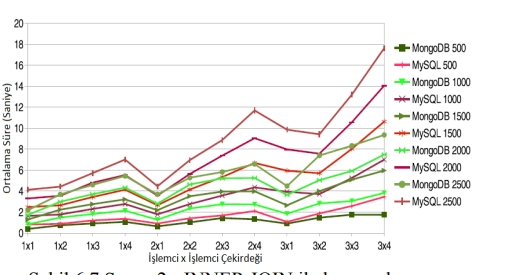 20
18
16
14
12
10
8
6
4
2
0
Ortalama Süre (Saniye)
1x1 1x2 1x3 1x4 2x1 2x2 2x3 2x4 3x1 3x2 3x3 3x4
İşlemci x İşlemci Çekirdeği
MongoDB 500
MySQL 500
MongoDB 1000
MySQL 1000
MongoDB 1500
MySQL 1500
MongoDB 2000
MySQL 2000
MongoDB 2500
MySQL 2500